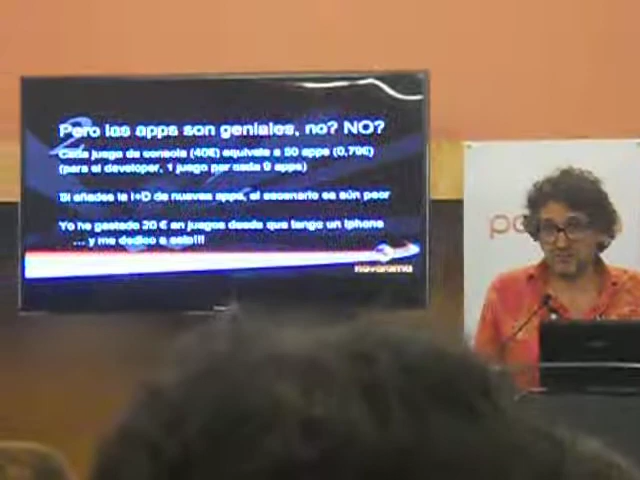 Pero las apps son geniales, no? NO?
Cada juego de consola (40€) equivale a 50 apps (0,79€)
(para el developer, 1 juego por cada 9 apps)
Si añades la I+D de nuevas apps, el escenario es aún peor
Yo he gastado 20 € en juegos desde que tengo un Iphone
... y me dedico a esto!!!
novarama